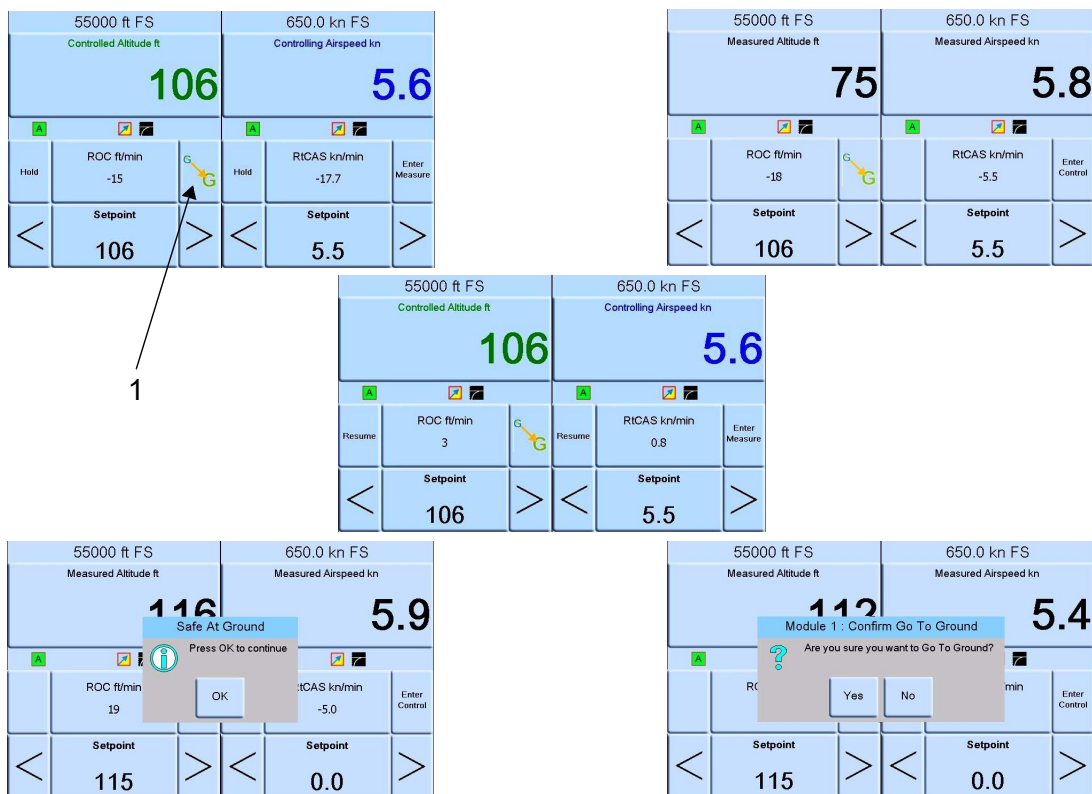 55000 ft FS
650.0 kn FS
Controlled Altitude ft
Controlling Airspeed kn
106
5.6
A
A
Hold
ROC ft/min
-15
G
G
Hold
RtCAS kn/min
-17.7
Enter
Measure
<
Setpoint
106
>
<
Setpoint
5.5
>
1
55000 ft FS
650.0 kn FS
Measured Altitude ft
Measured Airspeed kn
75
5.8
A
A
ROC ft/min
-18
G
G
RtCAS kn/min
-5.5
Enter
Control
<
Setpoint
106
>
<
Setpoint
5.5
>
55000 ft FS
650.0 kn FS
Controlled Altitude ft
Controlling Airspeed kn
106
5.6
A
A
Resume
ROC ft/min
3
G
G
Resume
RtCAS kn/min
0.8
Enter
Measure
<
Setpoint
106
>
<
Setpoint
5.5
>
55000 ft FS
650.0 kn FS
Measured Altitude ft
Measured Airspeed kn
116
5.9
Safe At Ground
Press OK to continue
OK
A
ROC ft/min
19
tCAS kn/min
-5.0
Enter
Control
<
Setpoint
115
>
<
Setpoint
0.0
>
55000 ft FS
650.0 kn FS
Measured Altitude ft
Measured Airspeed kn
112
5.4
Module 1 : Confirm Go To Ground
? Are you sure you want to Go To Ground?
Yes
No
A
RO
min
Enter
Control
<
Setpoint
115
>
<
Setpoint
0.0
>